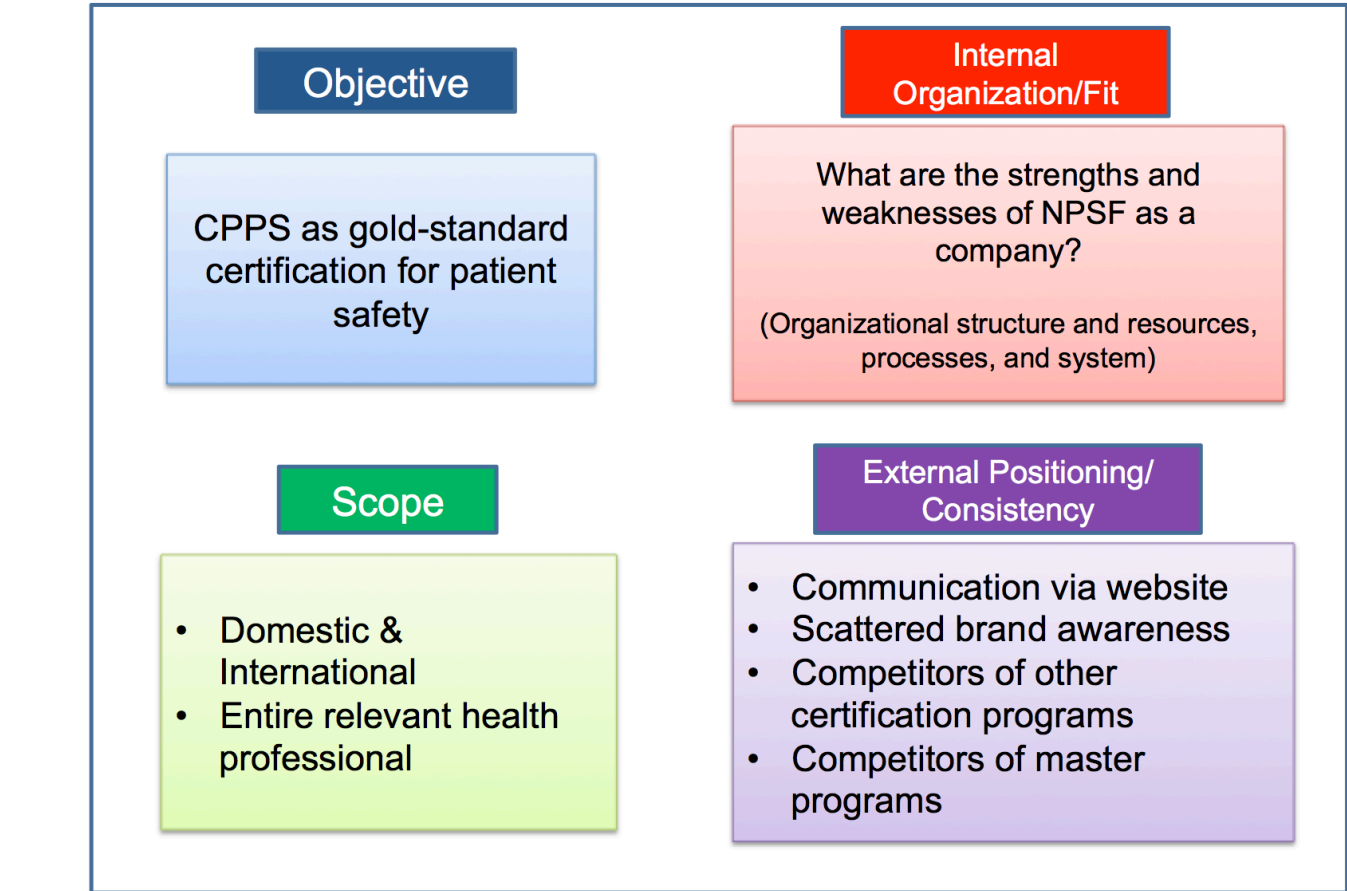 Objective
CPPS as gold-standard
certification for patient
safety
Internal
Organization/Fit
What are the strengths and
weaknesses of NPSF as a
company?
(Organizational structure and resources,
processes, and system)
Scope
• Domestic &
International
• Entire relevant health
professional
External Positioning/
Consistency
• Communication via website
• Scattered brand awareness
• Competitors of other
certification programs
• Competitors of master
programs